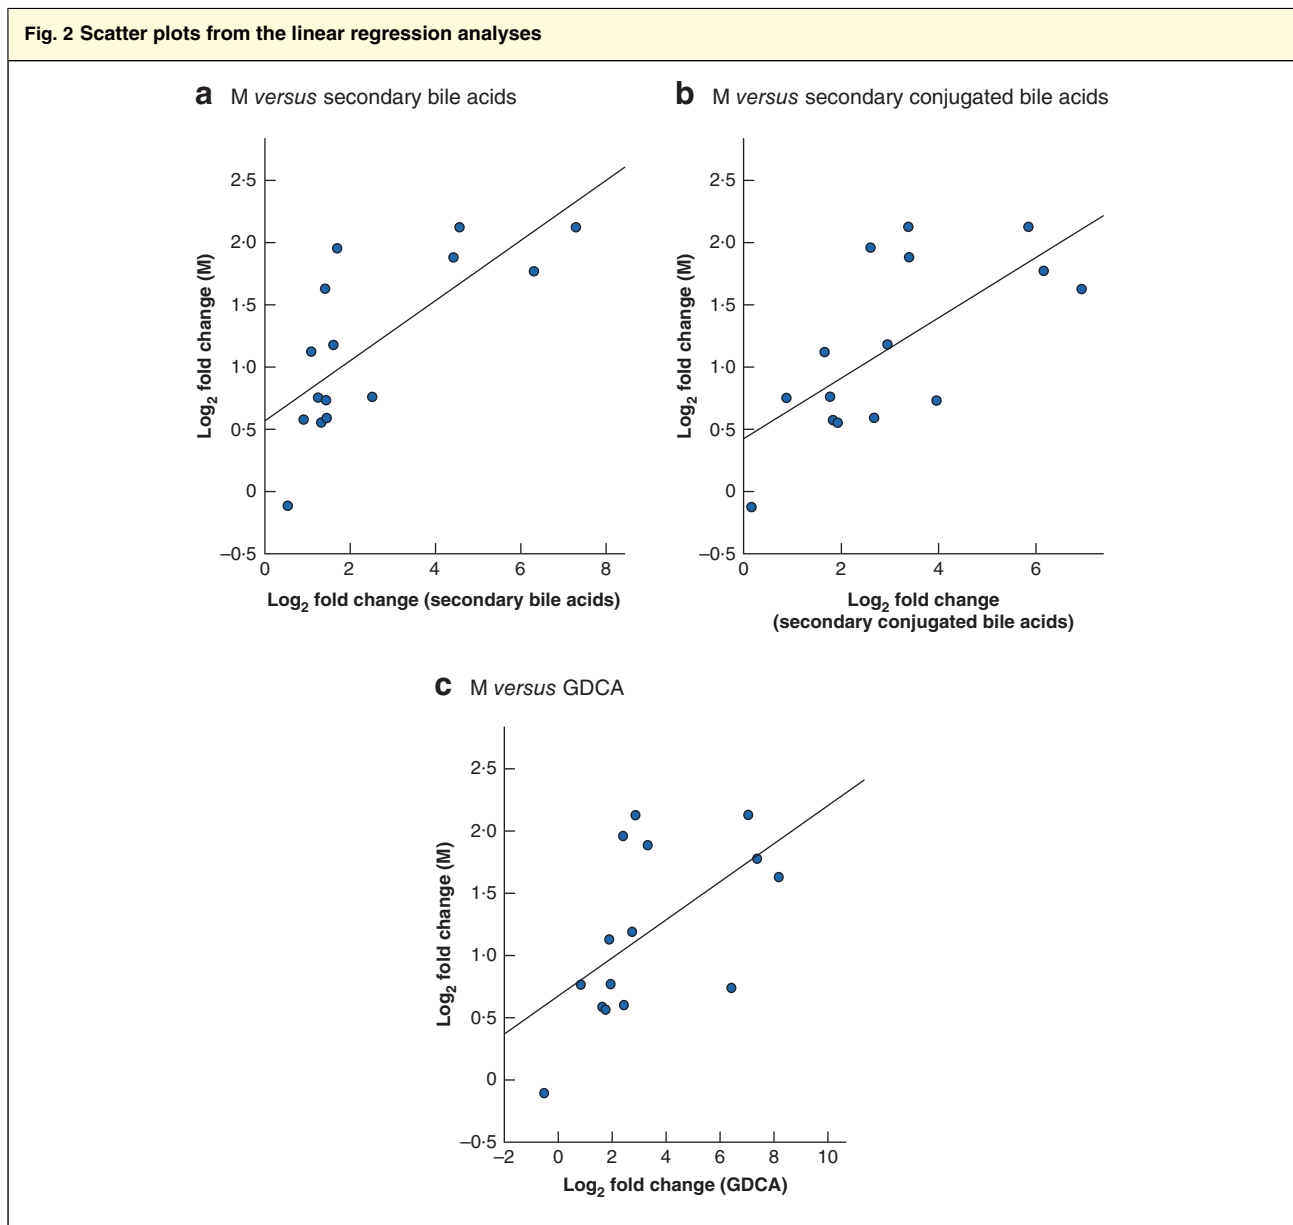 Fig. 2 Scatter plots from the linear regression analyses
a M versus secondary bile acids
2·5
2·0
1·5
1·0
0·5
0
–0·5
Log2 fold change (M)
0 2 4 6 8
Log2 fold change (secondary bile acids)
b M versus secondary conjugated bile acids
2·5
2·0
1·5
1·0
0·5
0
–0·5
Log2 fold change (M)
0 2 4 6
Log2 fold change
(secondary conjugated bile acids)
c M versus GDCA
2·5
2·0
1·5
1·0
0·5
0
–0·5
Log2 fold change (M)
–2 0 2 4 6 8 10
Log2 fold change (GDCA)